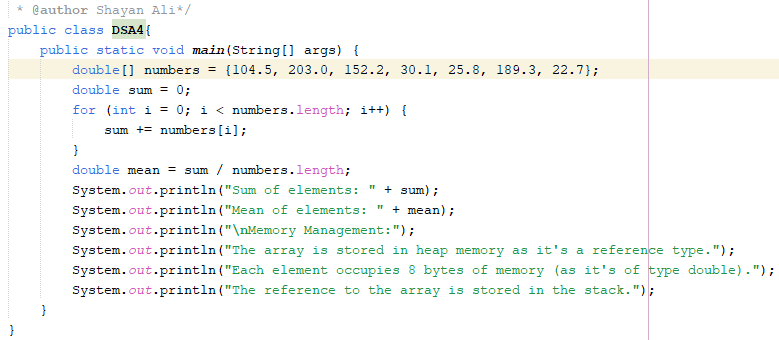 * @author Shayan Ali*/
public class DSA4{
    public static void main(String[] args) {
        double[] numbers = {104.5, 203.0, 152.2, 30.1, 25.8, 189.3, 22.7};
        double sum = 0;
        for (int i = 0; i < numbers.length; i++) {
            sum += numbers[i];
        }
        double mean = sum / numbers.length;
        System.out.println("Sum of elements: " + sum);
        System.out.println("Mean of elements: " + mean);
        System.out.println("\nMemory Management:");
        System.out.println("The array is stored in heap memory as it's a reference type.");
        System.out.println("Each element occupies 8 bytes of memory (as it's of type double).");
        System.out.println("The reference to the array is stored in the stack.");
    }
}